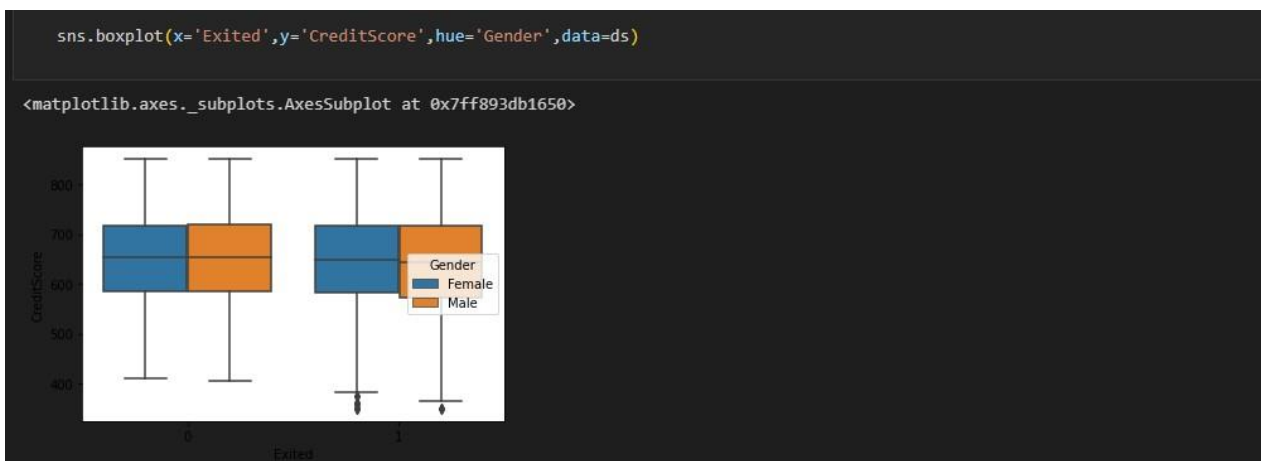 sns.boxplot(x='Exited',y='CreditScore',hue='Gender',data=ds)
<matplotlib.axes._subplots.AxesSubplot at 0x7ff893db1650>
800
700
600
500
400
CreditScore
Gender
Female
Male
0 1
Exited